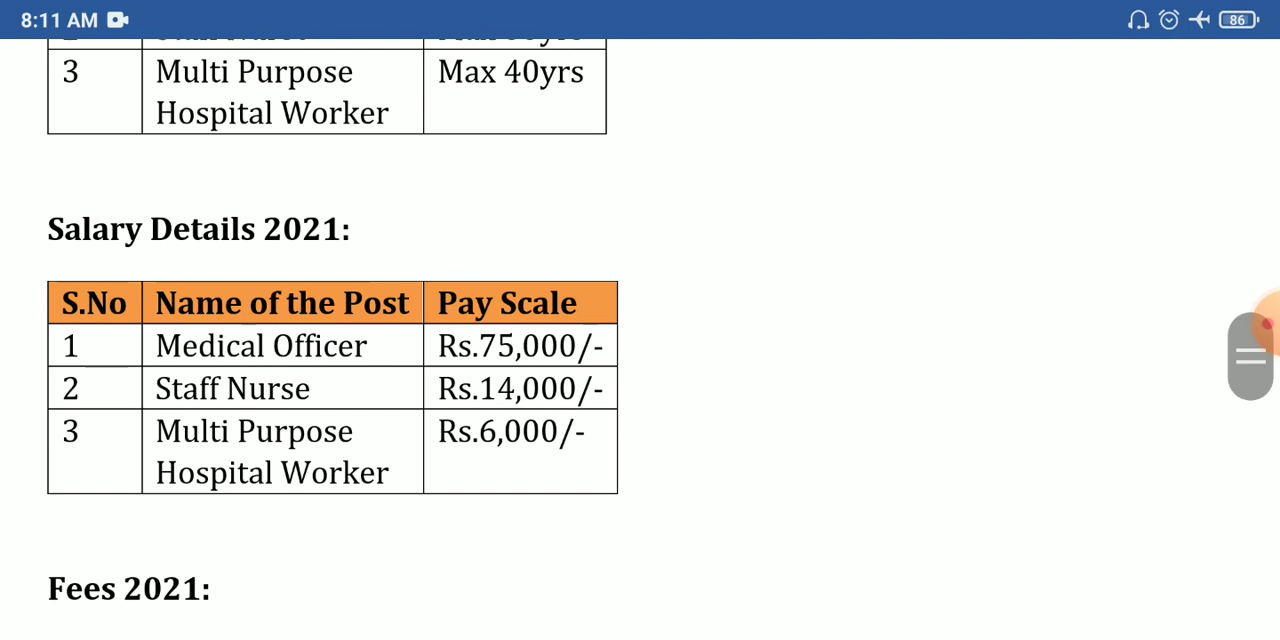 8:11 AM
86
3 Multi Purpose Max 40yrs
Hospital Worker
Salary Details 2021:
S.No Name of the Post Pay Scale
1 Medical Officer Rs.75,000/-
2 Staff Nurse Rs.14,000/-
3 Multi Purpose Rs.6,000/-
Hospital Worker
Fees 2021: